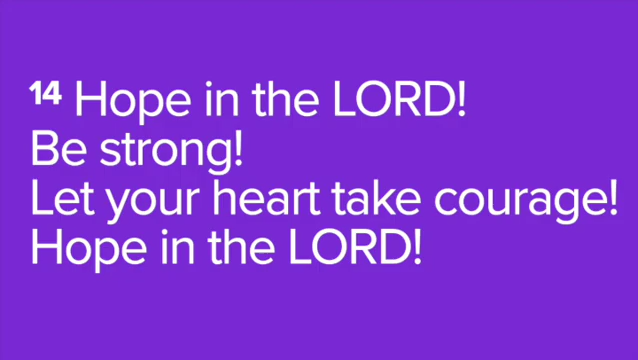 14 Hope in the LORD!
Be strong!
Let your heart take courage!
Hope in the LORD!